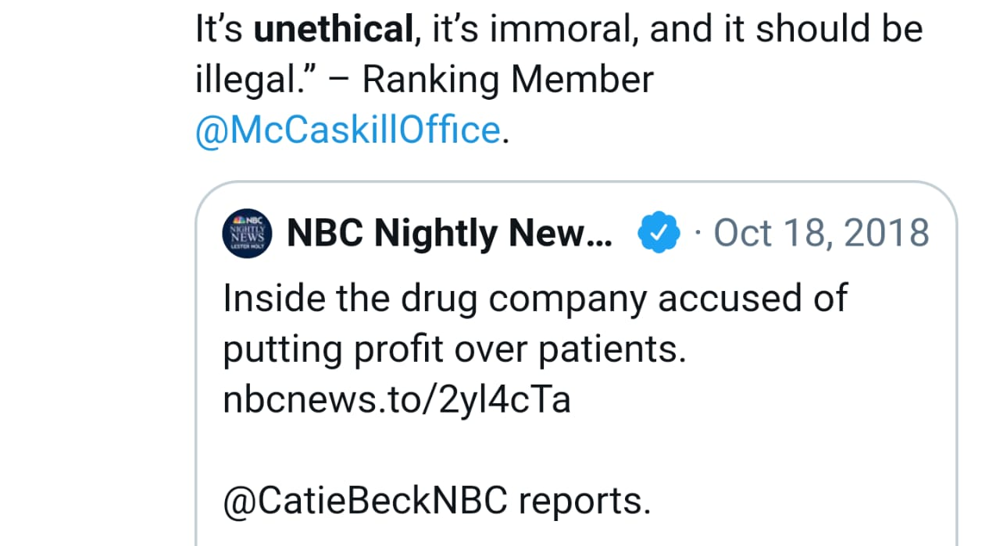 It’s unethical, it’s immoral, and it should be
illegal.” – Ranking Member
@McCaskillOffice.
NBC
NIGHTLY
NEWS
LESTER HOLT
NBC Nightly New... · Oct 18, 2018
Inside the drug company accused of
putting profit over patients.
nbcnews.to/2yl4cTa
@CatieBeckNBC reports.